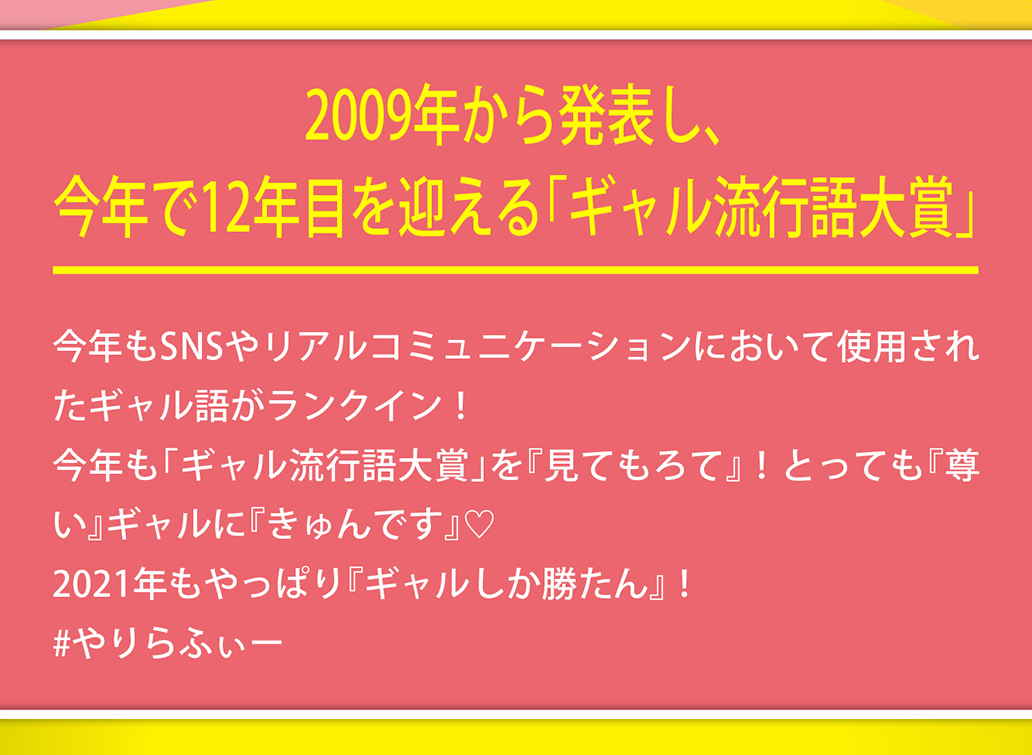 2009年から発表し、
今年で12年目を迎える「ギャル流行語大賞」
今年もSNSやリアルコミュニケーションにおいて使用され
たギャル語がランクイン！
今年も「ギャル流行語大賞」を『見てもろて』！とっても『尊
い』ギャルに『きゅんです』♡
2021年もやっぱり『ギャルしか勝たん』！
#やりらふぃー